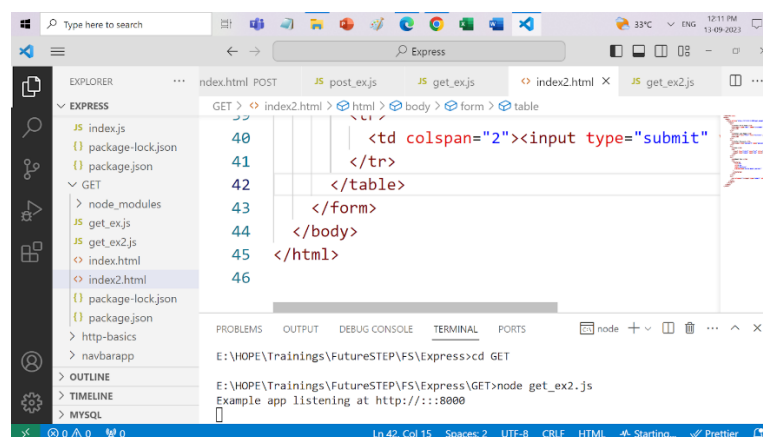 Type here to search
33°C
ENG
12:11 PM
13-09-2023
Express
EXPLORER
ndex.html POST
JS post_ex.js
JS get_ex.js
<> index2.html
JS get_ex2.js
EXPRESS
GET > <> index2.html > html > body > form > table
JS index.js
{} package-lock.json
{} package.json
GET
node_modules
JS get_ex.js
JS get_ex2.js
<> index.html
<> index2.html
{} package-lock.json
{} package.json
http-basics
navbarapp
OUTLINE
TIMELINE
MYSQL
39 <tr>
40 <td colspan="2"><input type="submit"
41 </tr>
42 </table>
43 </form>
44 </body>
45 </html>
46
PROBLEMS OUTPUT DEBUG CONSOLE TERMINAL PORTS
node
E:\HOPE\Trainings\FutureSTEP\FS\Express>cd GET
E:\HOPE\Trainings\FutureSTEP\FS\Express\GET>node get_ex2.js
Example app listening at http://:::8000
0 0 0
Ln 42, Col 15 Spaces: 2 UTF-8 CRLF HTML Starting... Prettier